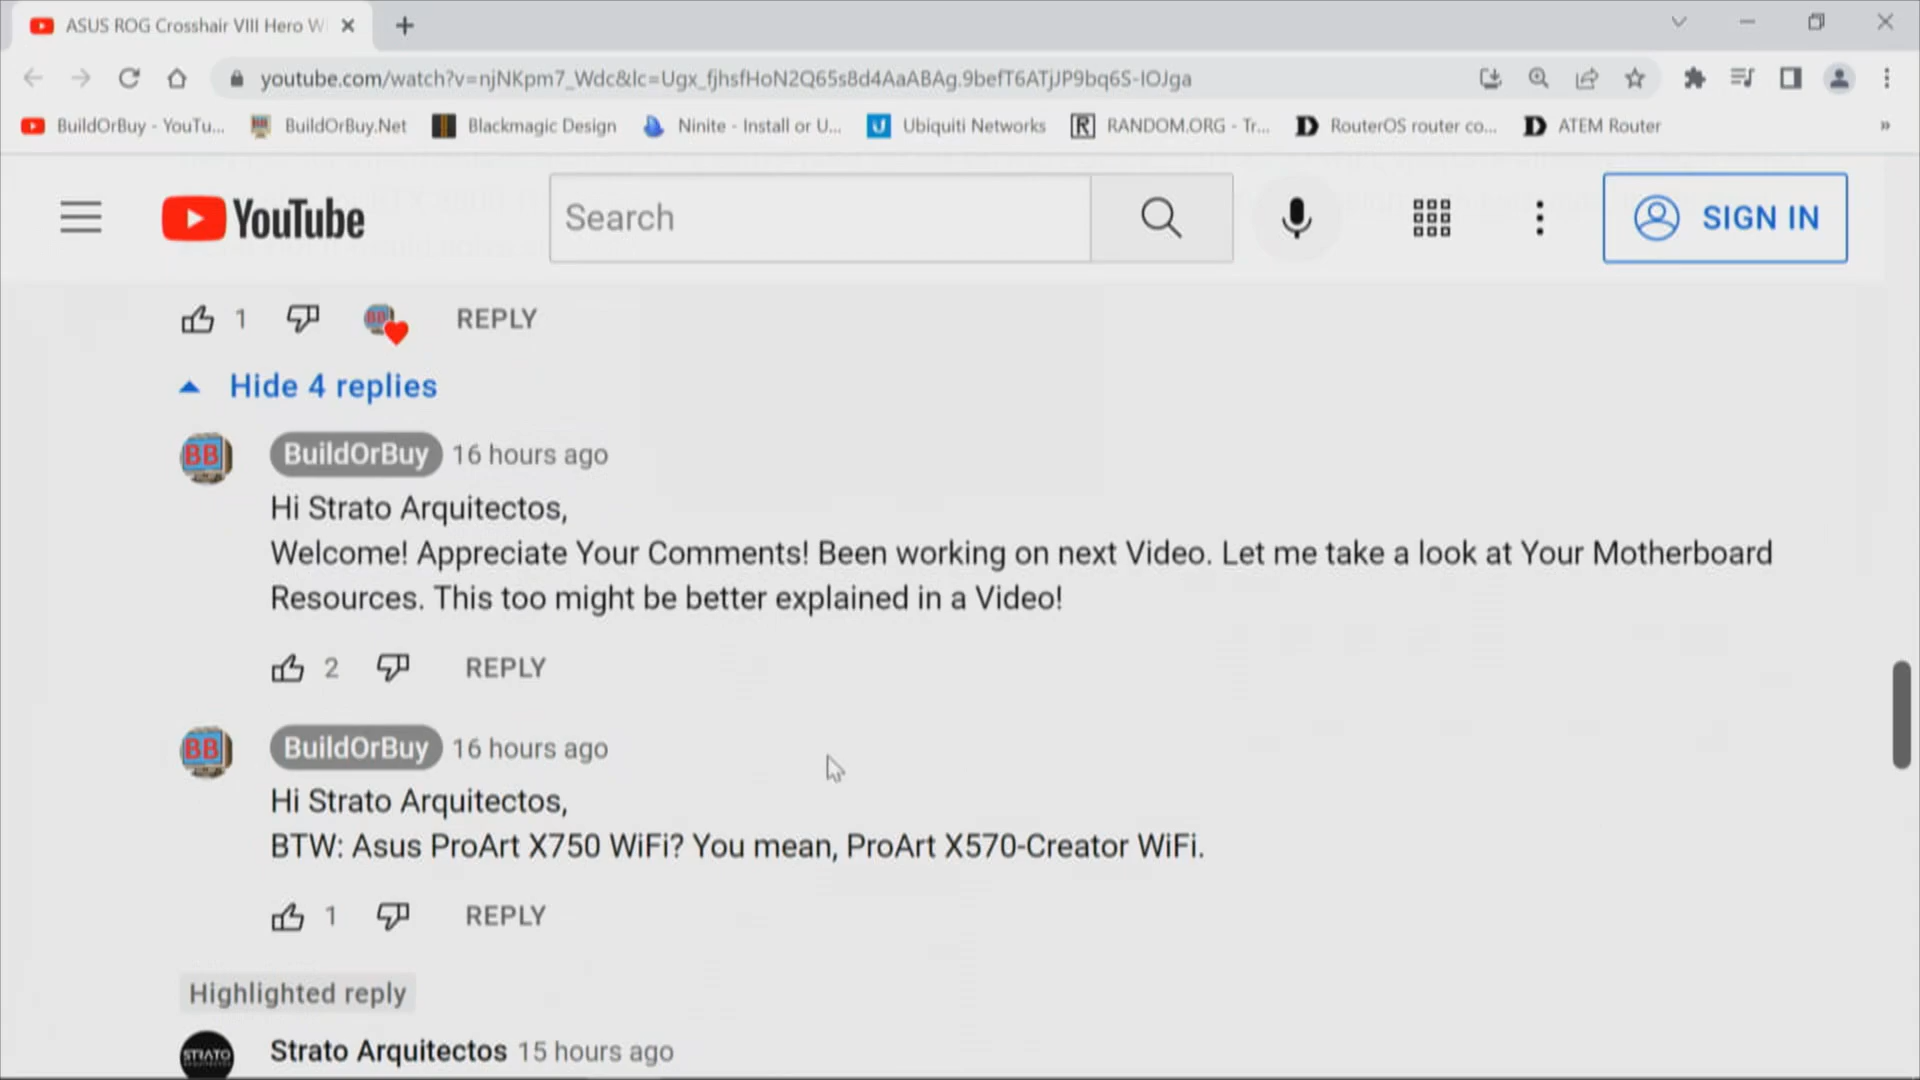 ASUS ROG Crosshair VIII Hero W
youtube.com/watch?v=njNKpm7_Wdc&lc=Ugx_fjhsfHoN2Q65s8d4AaABAg.9befT6ATjJP9bq6S-IOJga
BuildOrBuy - YouTu... BuildOrBuy.Net Blackmagic Design Ninite - Install or U... Ubiquiti Networks RANDOM.ORG - Tr... RouterOS router co... ATEM Router »
YouTube Search SIGN IN
1 REPLY
Hide 4 replies
BB BuildOrBuy 16 hours ago
Hi Strato Arquitectos,
Welcome! Appreciate Your Comments! Been working on next Video. Let me take a look at Your Motherboard
Resources. This too might be better explained in a Video!
2 REPLY
BB BuildOrBuy 16 hours ago
Hi Strato Arquitectos,
BTW: Asus ProArt X750 WiFi? You mean, ProArt X570-Creator WiFi.
1 REPLY
Highlighted reply
STRATO Strato Arquitectos 15 hours ago